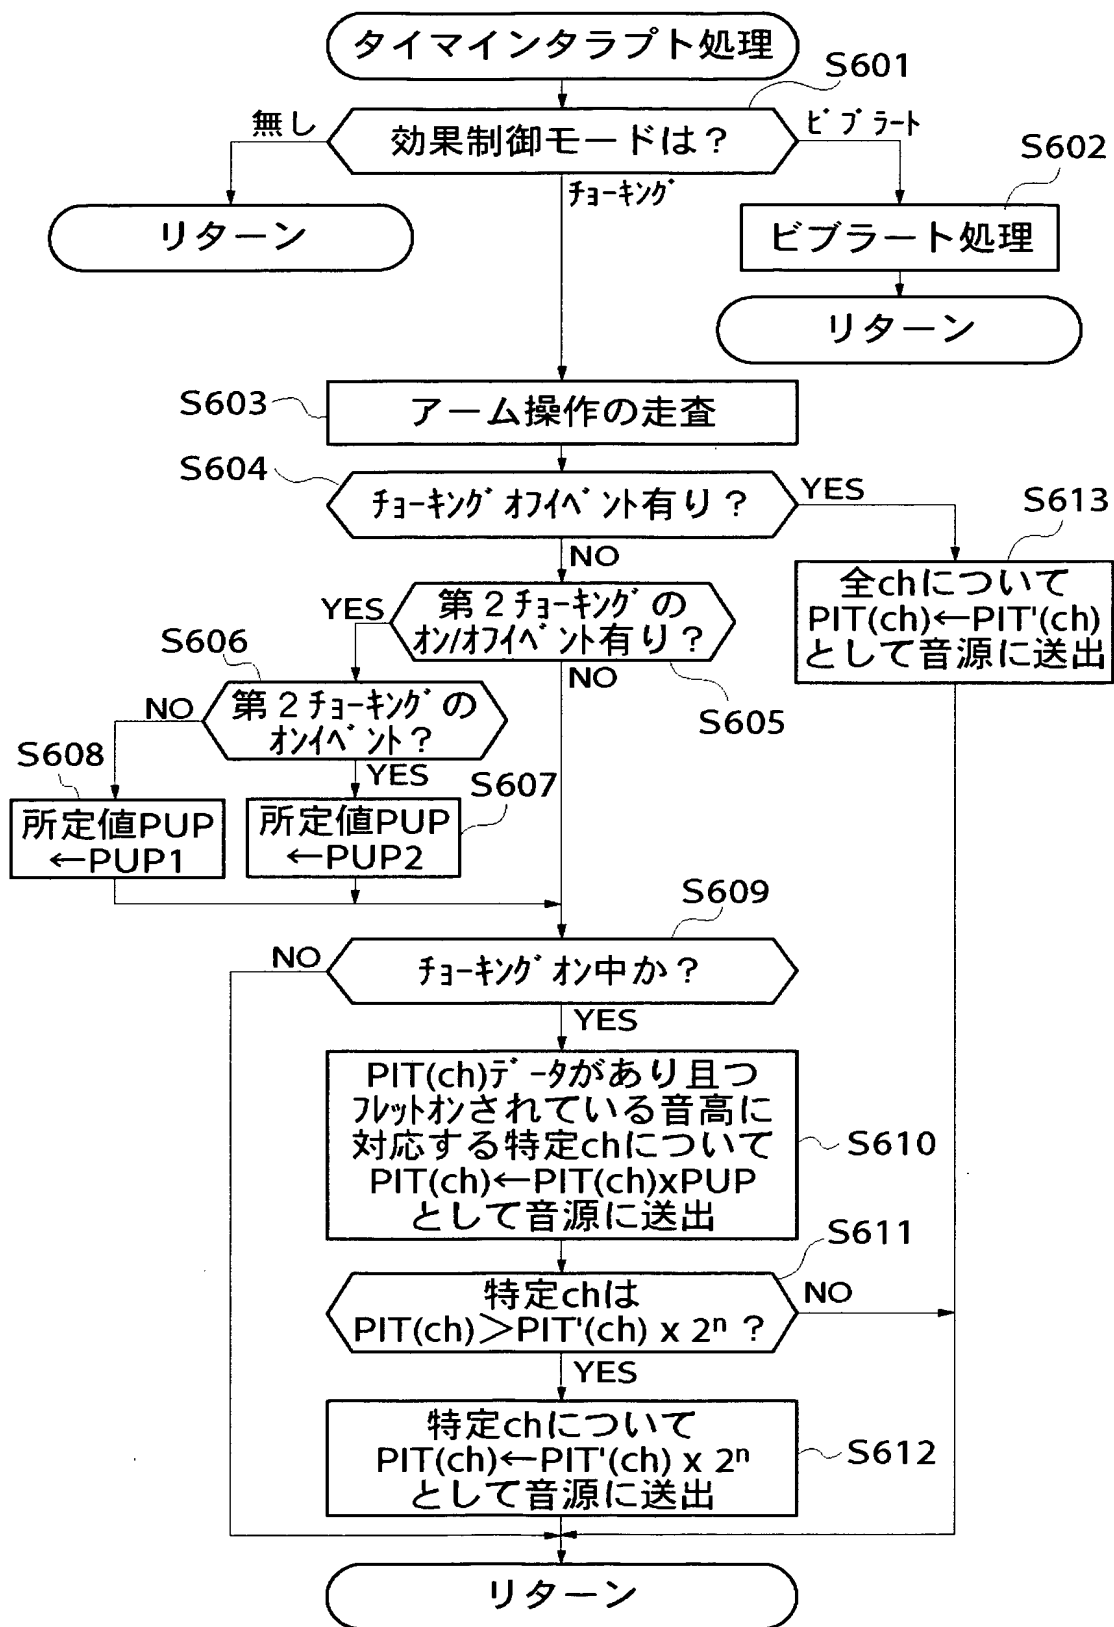 タイマインタラプト処理
S601
効果制御モードは？
無し
ビブラート
チョーキング
リターン
S602
ビブラート処理
リターン
S603
アーム操作の走査
S604
チョーキングオフイベント有り？
YES
NO
S613
全chについて
PIT(ch)←PIT'(ch)
として音源に送出
第２チョーキングの
オン/オフイベント有り？
YES
NO
S605
S606
第２チョーキングの
オンイベント？
NO
YES
S608
所定値PUP
←PUP1
S607
所定値PUP
←PUP2
S609
チョーキングオン中か？
NO
YES
PIT(ch)データがあり且つ
フレットオンされている音高に
対応する特定chについて
PIT(ch)←PIT(ch)xPUP
として音源に送出
S610
S611
特定chは
PIT(ch)＞PIT'(ch) x 2ⁿ ？
NO
YES
特定chについて
PIT(ch)←PIT'(ch) x 2ⁿ
として音源に送出
S612
リターン